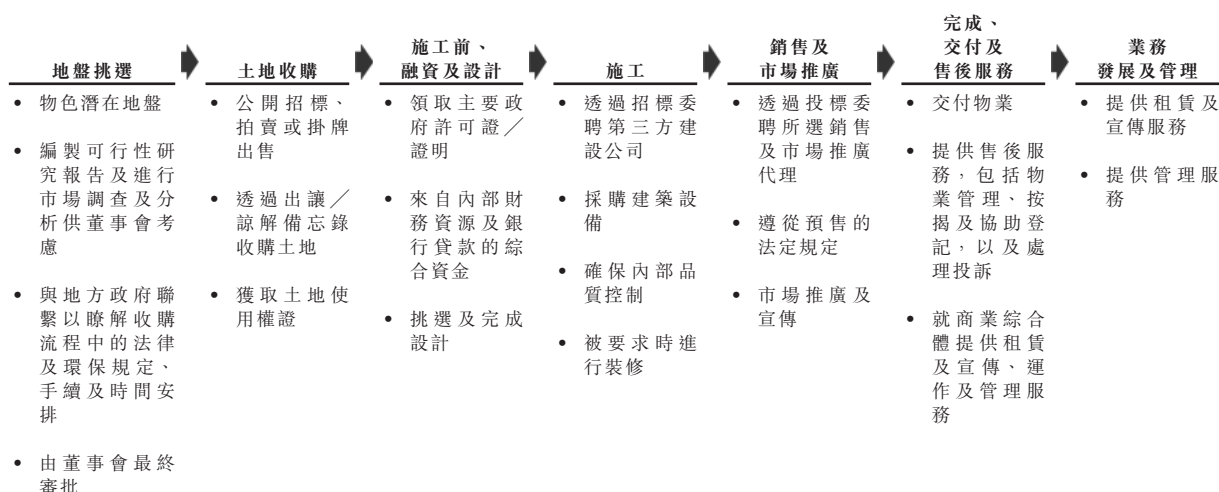 地盤挑選
• 物色潛在地盤
• 編製可行性研
究報告及進行
市場調查及分
析供董事會考
慮
• 與地方政府聯
繫以瞭解收購
流程中的法律
及環保規定、
手續及時間安
排
• 由董事會最終
審批
土地收購
• 公開招標、
拍賣或掛牌
出售
• 透過出讓╱
諒解備忘錄
收購土地
• 獲取土地使
用權證
施工前、
融資及設計
• 領取主要政
府許可證╱
證明
• 來自內部財
務資源及銀
行貸款的綜
合資金
• 挑選及完成
設計
施工
• 透過招標委
聘第三方建
設公司
• 採購建築設
備
• 確保內部品
質控制
• 被要求時進
行裝修
銷售及
市場推廣
• 透過投標委
聘所選銷售
及市場推廣
代理
• 遵從預售的
法定規定
• 市場推廣及
宣傳
完成、
交付及
售後服務
• 交付物業
• 提供售後服
務，包括物
業管理、按
揭及協助登
記，以及處
理投訴
• 就商業綜合
體提供租賃
及宣傳、運
作及管理服
務
業務
發展及管理
• 提供租賃及
宣傳服務
• 提供管理服
務